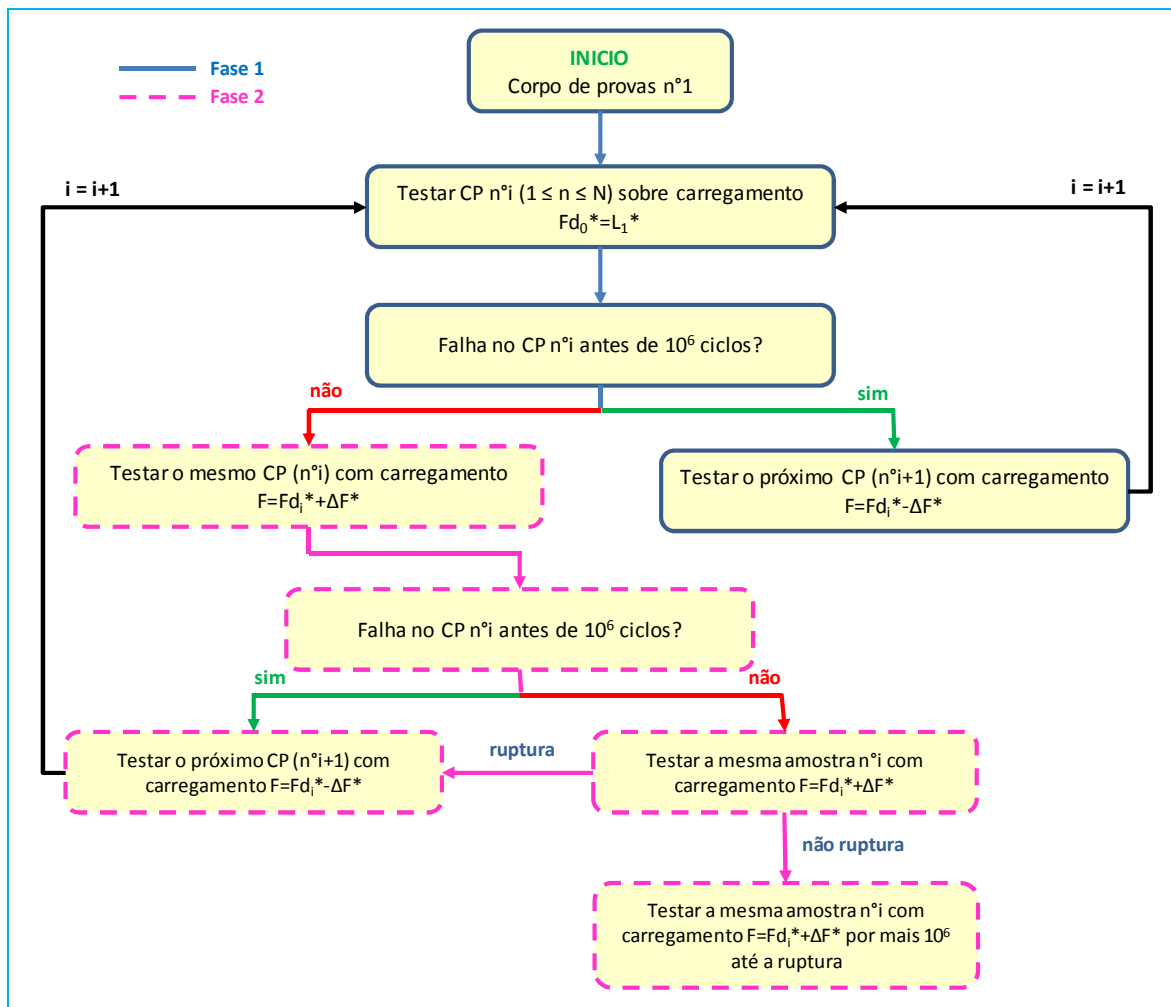 INICIO
Corpo de provas n°1
Fase 1
Fase 2
i = i+1
i = i+1
Testar CP n°i (1 ≤ n ≤ N) sobre carregamento
Fd₀*=L₁*
Falha no CP n°i antes de 10⁶ ciclos?
não
sim
Testar o mesmo CP (n°i) com carregamento
F=Fdᵢ*+ΔF*
Testar o próximo CP (n°i+1) com carregamento
F=Fdᵢ*-ΔF*
Falha no CP n°i antes de 10⁶ ciclos?
sim
não
Testar o próximo CP (n°i+1) com
carregamento F=Fdᵢ*-ΔF*
ruptura
Testar a mesma amostra n°i com
carregamento F=Fdᵢ*+ΔF*
não ruptura
Testar a mesma amostra n°i com
carregamento F=Fdᵢ*+ΔF* por mais 10⁶
até a ruptura